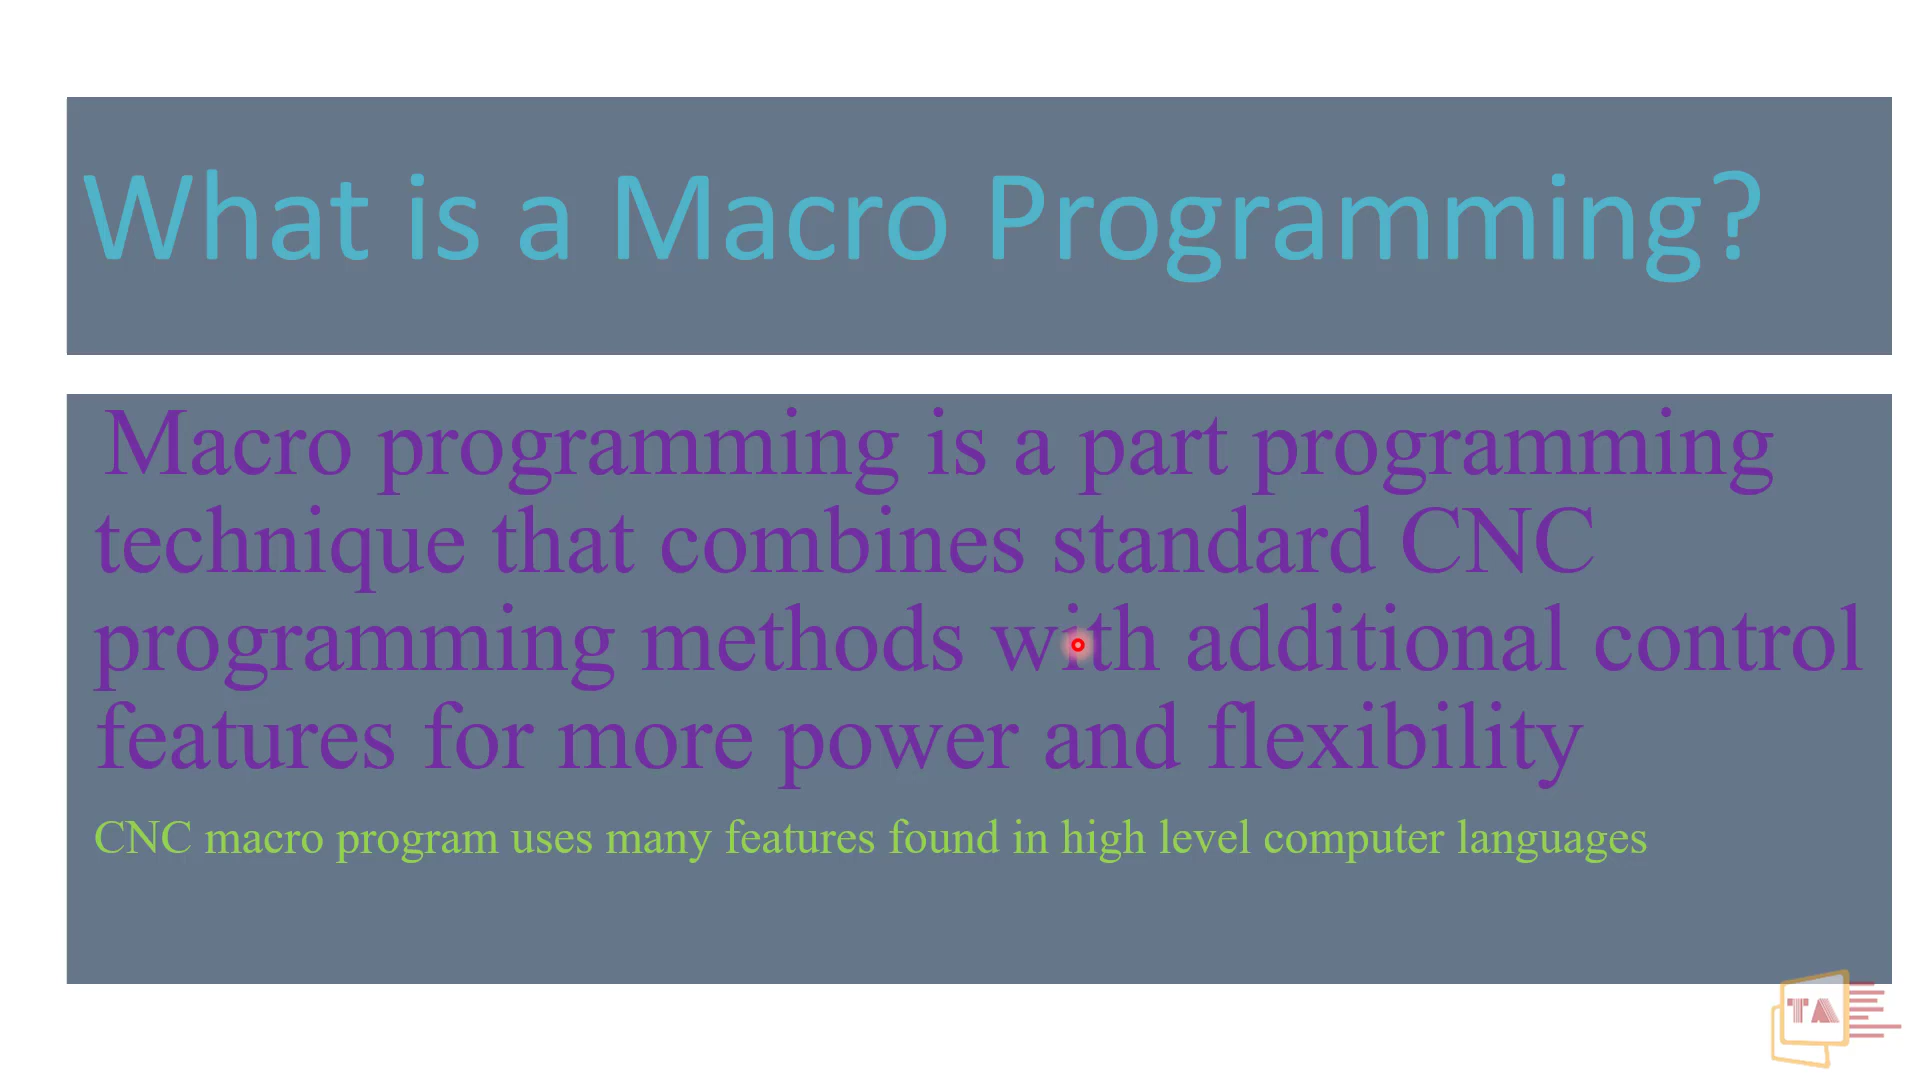 What is a Macro Programming?
Macro programming is a part programming
technique that combines standard CNC
programming methods with additional control
features for more power and flexibility
CNC macro program uses many features found in high level computer languages
TA